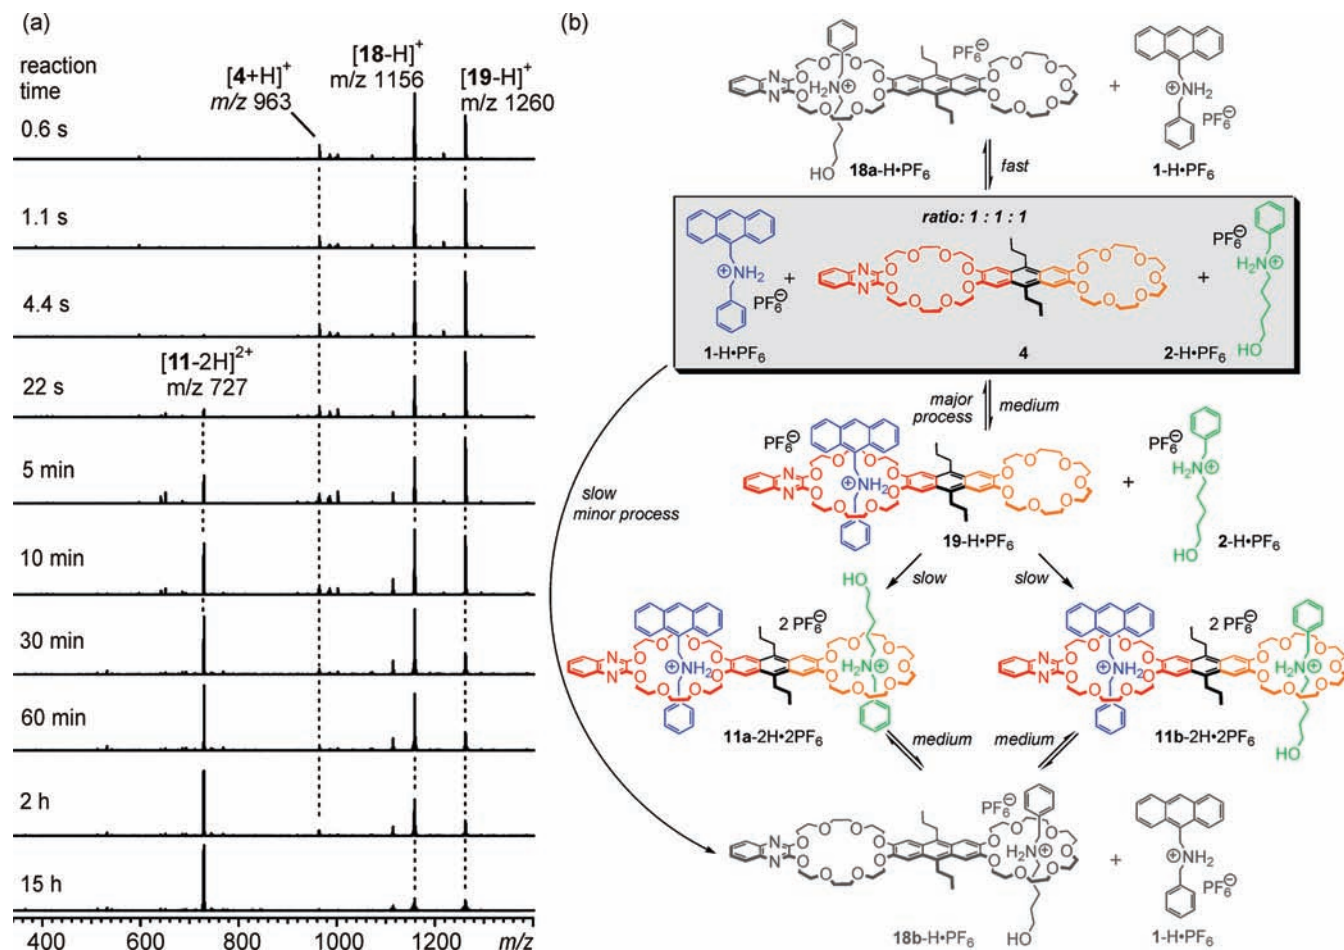 (a)
reaction
time
[4+H]+
m/z 963
[18-H]+
m/z 1156
[19-H]+
m/z 1260
0.6 s
1.1 s
4.4 s
[11-2H]2+
m/z 727
22 s
5 min
10 min
30 min
60 min
2 h
15 h
400 600 800 1000 1200 m/z
(b)
PF6⊖
NH2
⊕
N
N
O O O O O O O O
O O O O O O O
HO
18a-H•PF6
+
NH2
⊕
PF6⊖
1-H•PF6
fast
ratio: 1 : 1 : 1
NH2
⊕
PF6⊖
1-H•PF6
+
N
N
O O O O O O O O
O O O O O O O
4
+
PF6⊖
H2N⊕
HO
2-H•PF6
major
process
medium
slow
minor process
PF6⊖
NH2
⊕
N
N
O O O O O O O O
O O O O O O O
19-H•PF6
+
PF6⊖
H2N⊕
HO
2-H•PF6
slow
slow
HO
2 PF6⊖
NH2
⊕
N
N
O O O O O O O O
O O O O O O O
H2N⊕
11a-2H•2PF6
2 PF6⊖
NH2
⊕
N
N
O O O O O O O O
O O O O O O O
H2N⊕
HO
11b-2H•2PF6
medium
medium
PF6⊖
N
N
O O O O O O O O
O O O O O O O
H2N⊕
HO
18b-H•PF6
+
NH2
⊕
PF6⊖
1-H•PF6